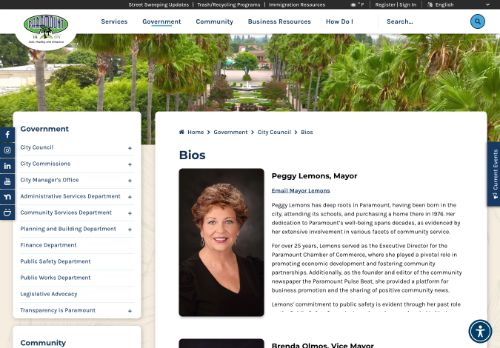 Street Sweeping Updates | Trash/Recycling Programs | Immigration Resources
° F | Register | Sign In | English
PARAMOUNT
Services Government Community Business Resources How Do I Search...
Government
City Council +
City Commissions +
City Manager's Office +
Administrative Services Department +
Community Services Department +
Planning and Building Department +
Finance Department
Public Safety Department
Public Works Department
Legislative Advocacy
Transparency In Paramount +
Community
Home > Government > City Council > Bios
Bios
Peggy Lemons, Mayor
Email Mayor Lemons
Peggy Lemons has deep roots in Paramount, having been born in the
city, attending its schools, and purchasing a home there in 1976. Her
dedication to Paramount's well-being spans decades, as evidenced by
her extensive involvement in various facets of community service.
For over 25 years, Lemons served as the Executive Director for the
Paramount Chamber of Commerce, where she played a pivotal role in
promoting economic development and fostering community
partnerships. Additionally, as the founder and editor of the community
newspaper the Paramount Pulse Beat, she provided a platform for
business promotion and the sharing of positive community news.
Lemons' commitment to public safety is evident through her past role
Brenda Olmos, Vice Mayor
Current Events